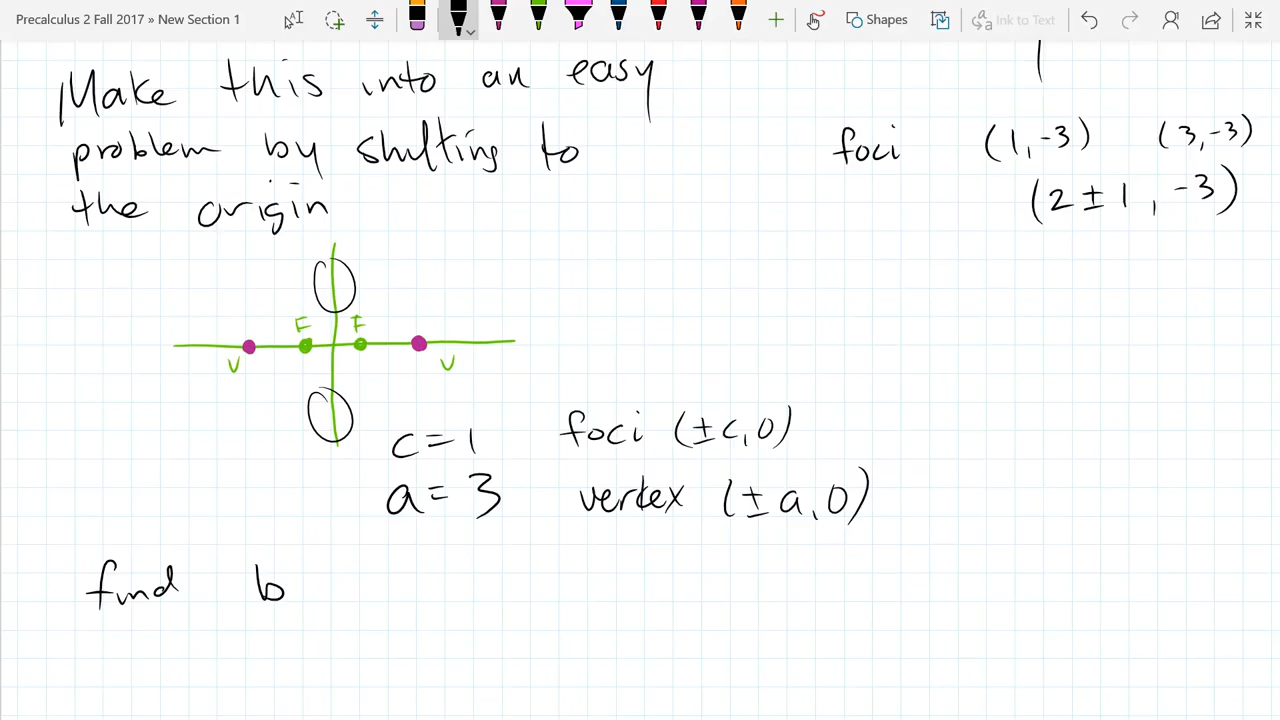 Precalculus 2 Fall 2017 » New Section 1
Shapes
Ink to Text
Make this into an easy
problem by shifting to
the origin
foci (1,-3) (3,-3)
(2 ± 1, -3)
F F
V V
c = 1 foci (±c, 0)
a = 3 vertex (±a, 0)
find b